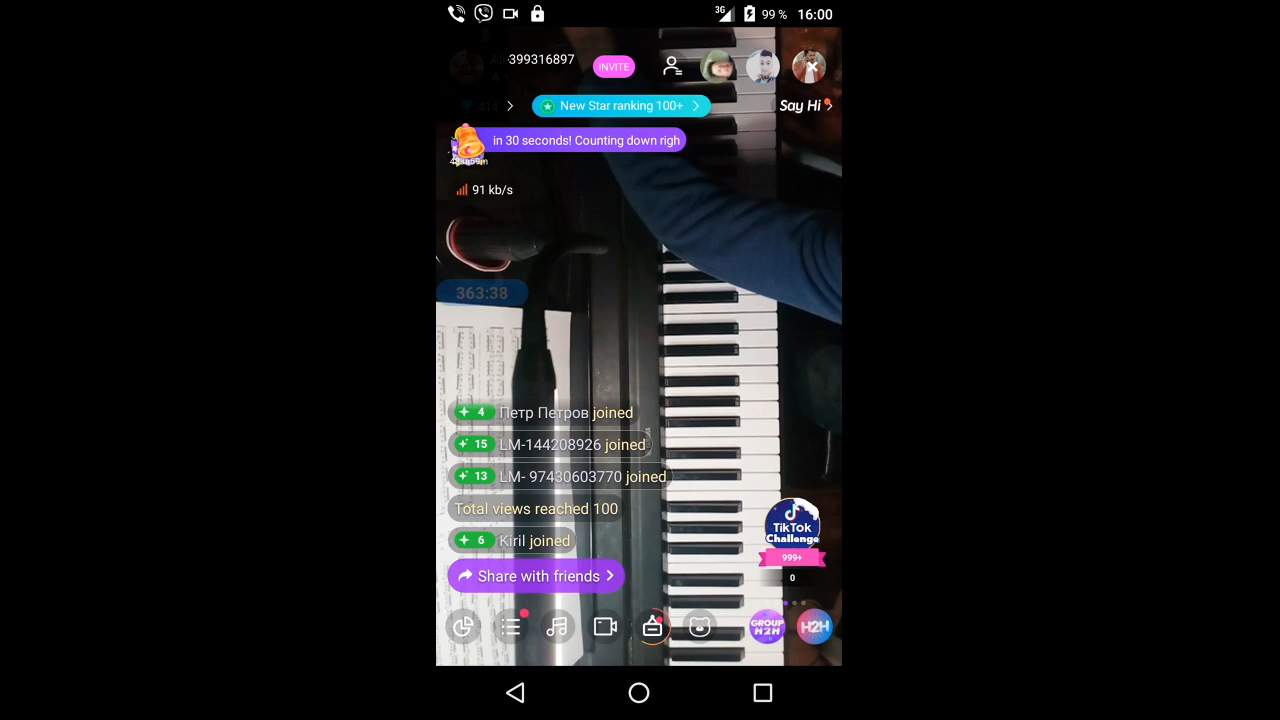 3G
99 %
16:00
399316897
INVITE
414
New Star ranking 100+
Say Hi
in 30 seconds! Counting down righ
91 kb/s
363:38
4 Петр Петров joined
15 LM-144208926 joined
13 LM- 97430603770 joined
Total views reached 100
6 Kiril joined
Share with friends
TikTok
Challenge
999+
0
GROUP
H2H
H2H